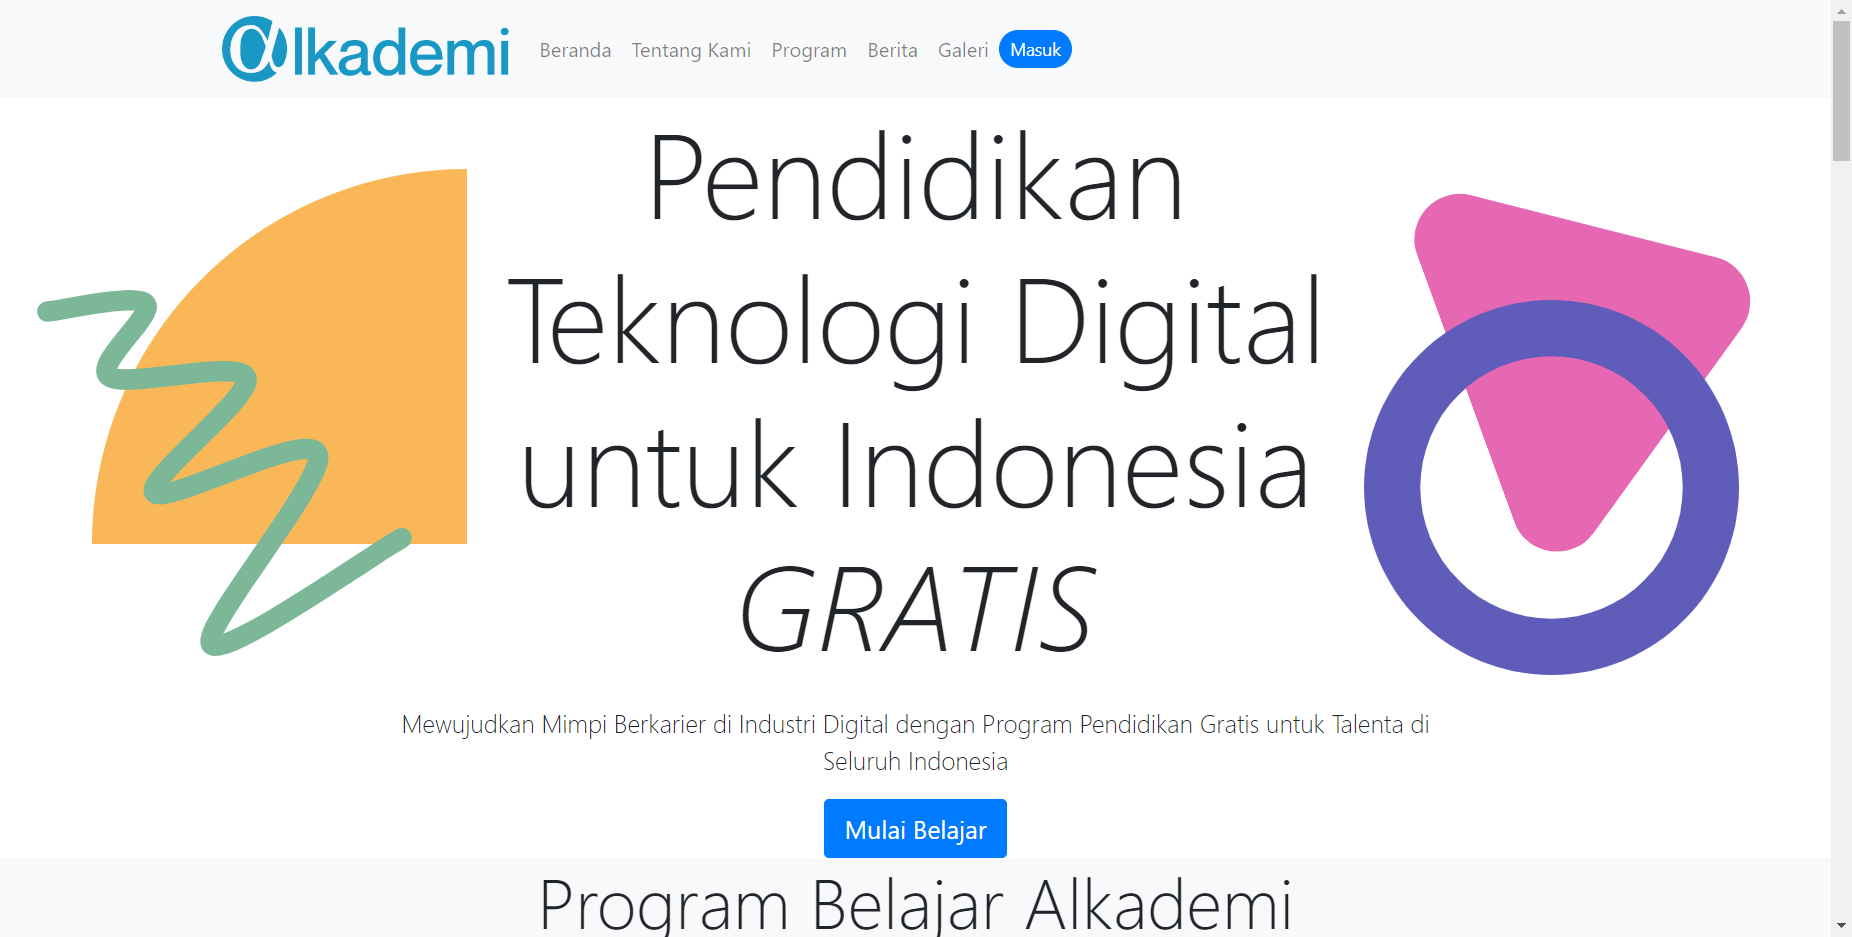 @lkademi
Beranda Tentang Kami Program Berita Galeri Masuk
Pendidikan
Teknologi Digital
untuk Indonesia
GRATIS
Mewujudkan Mimpi Berkarier di Industri Digital dengan Program Pendidikan Gratis untuk Talenta di
Seluruh Indonesia
Mulai Belajar
Program Belajar Alkademi